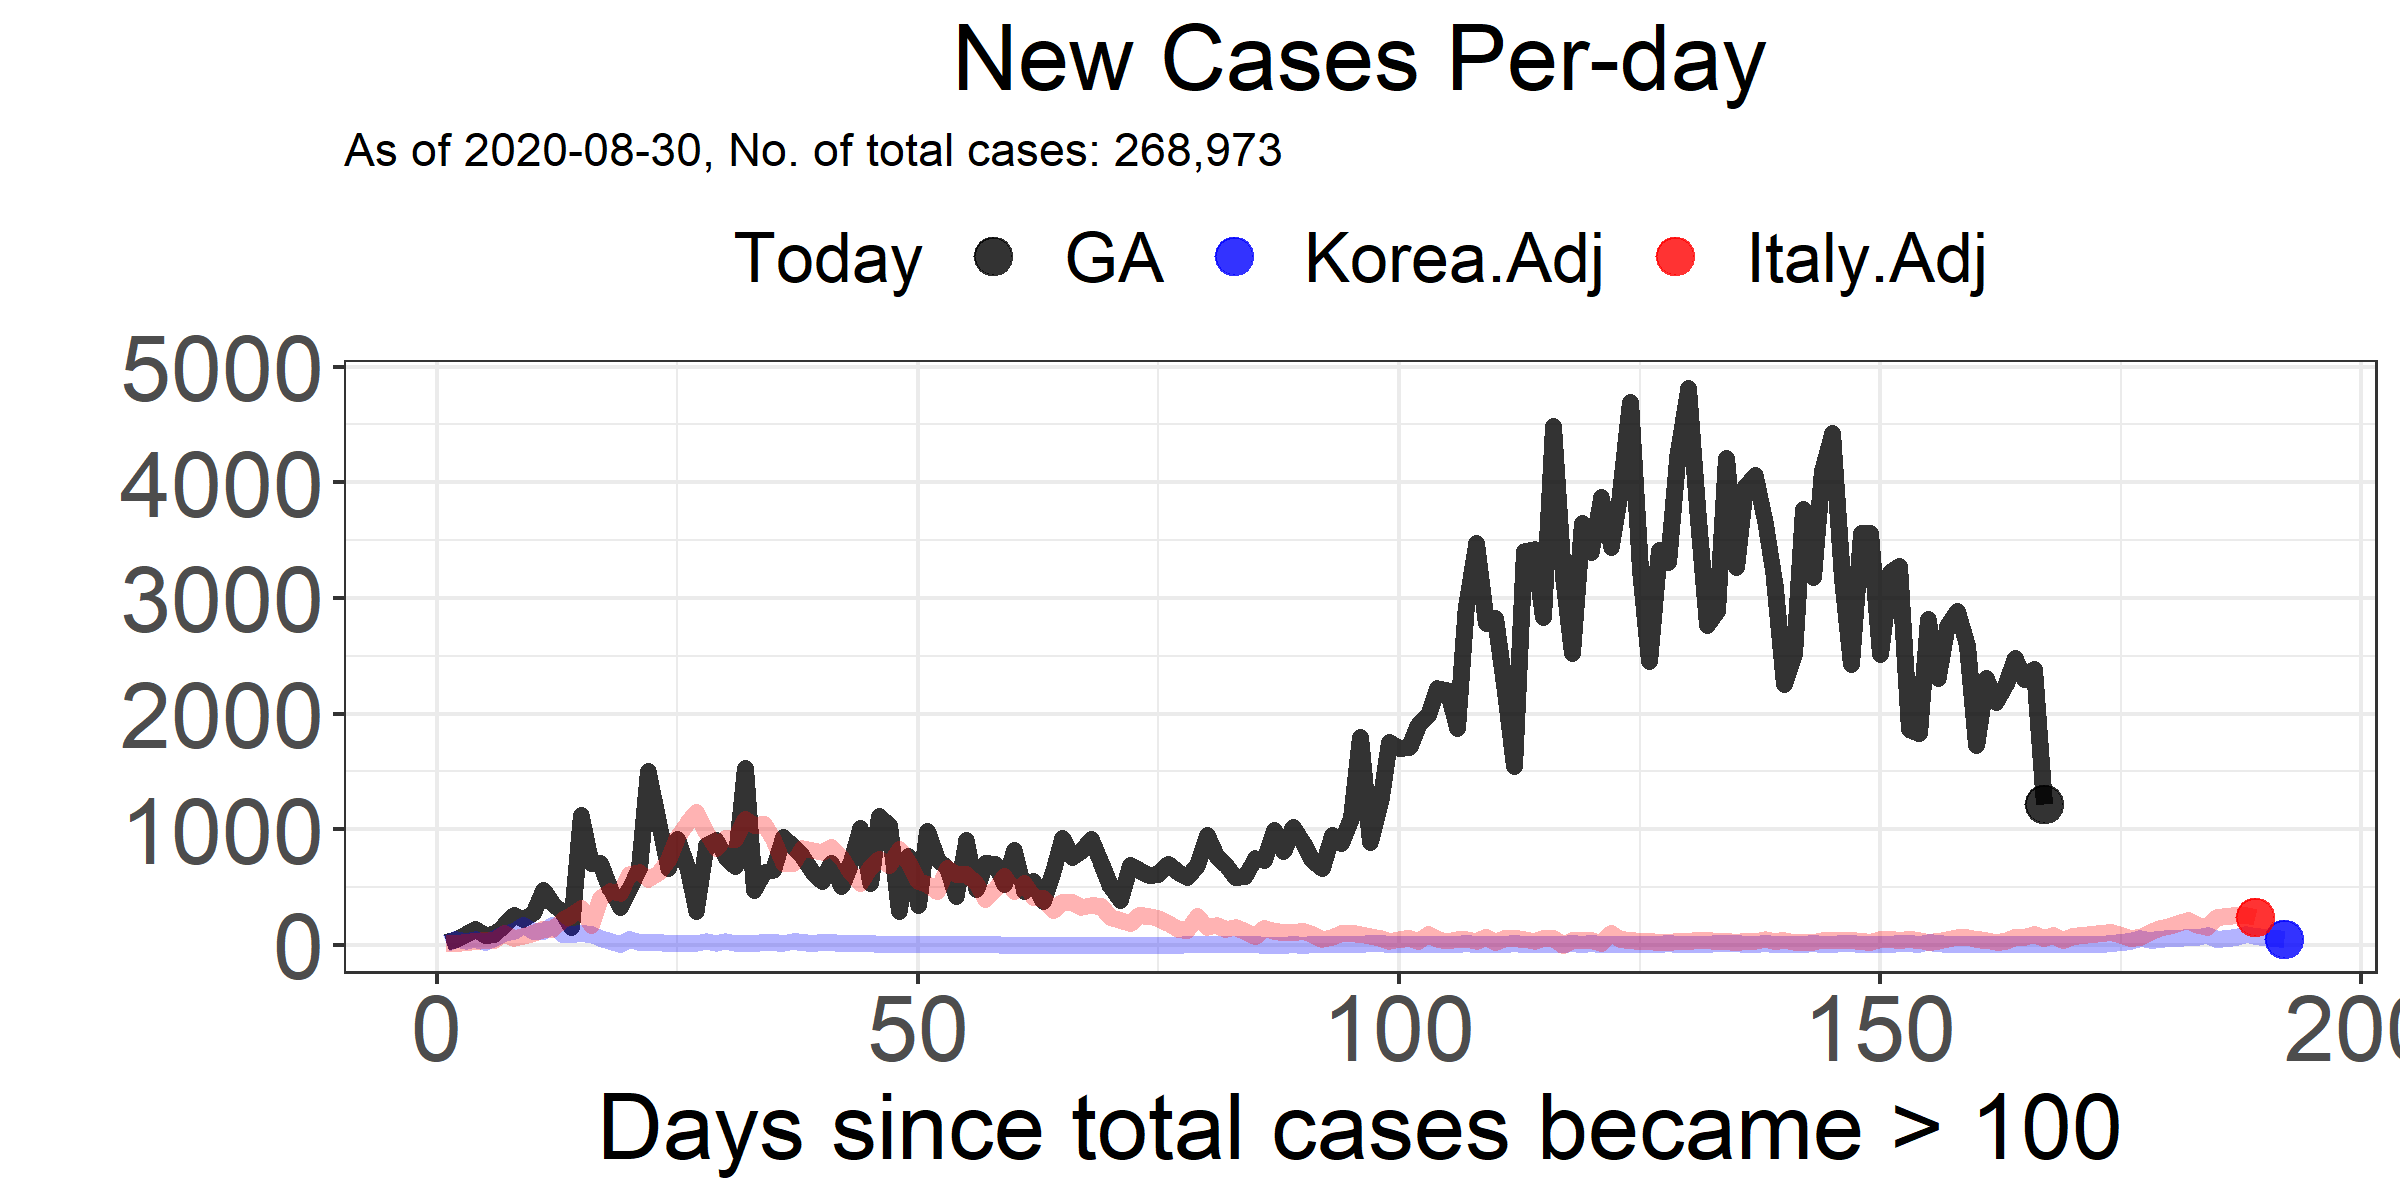 New Cases Per-day
As of 2020-08-30, No. of total cases: 268,973
Today GA Korea.Adj Italy.Adj
5000
4000
3000
2000
1000
0
0 50 100 150 200
Days since total cases became > 100